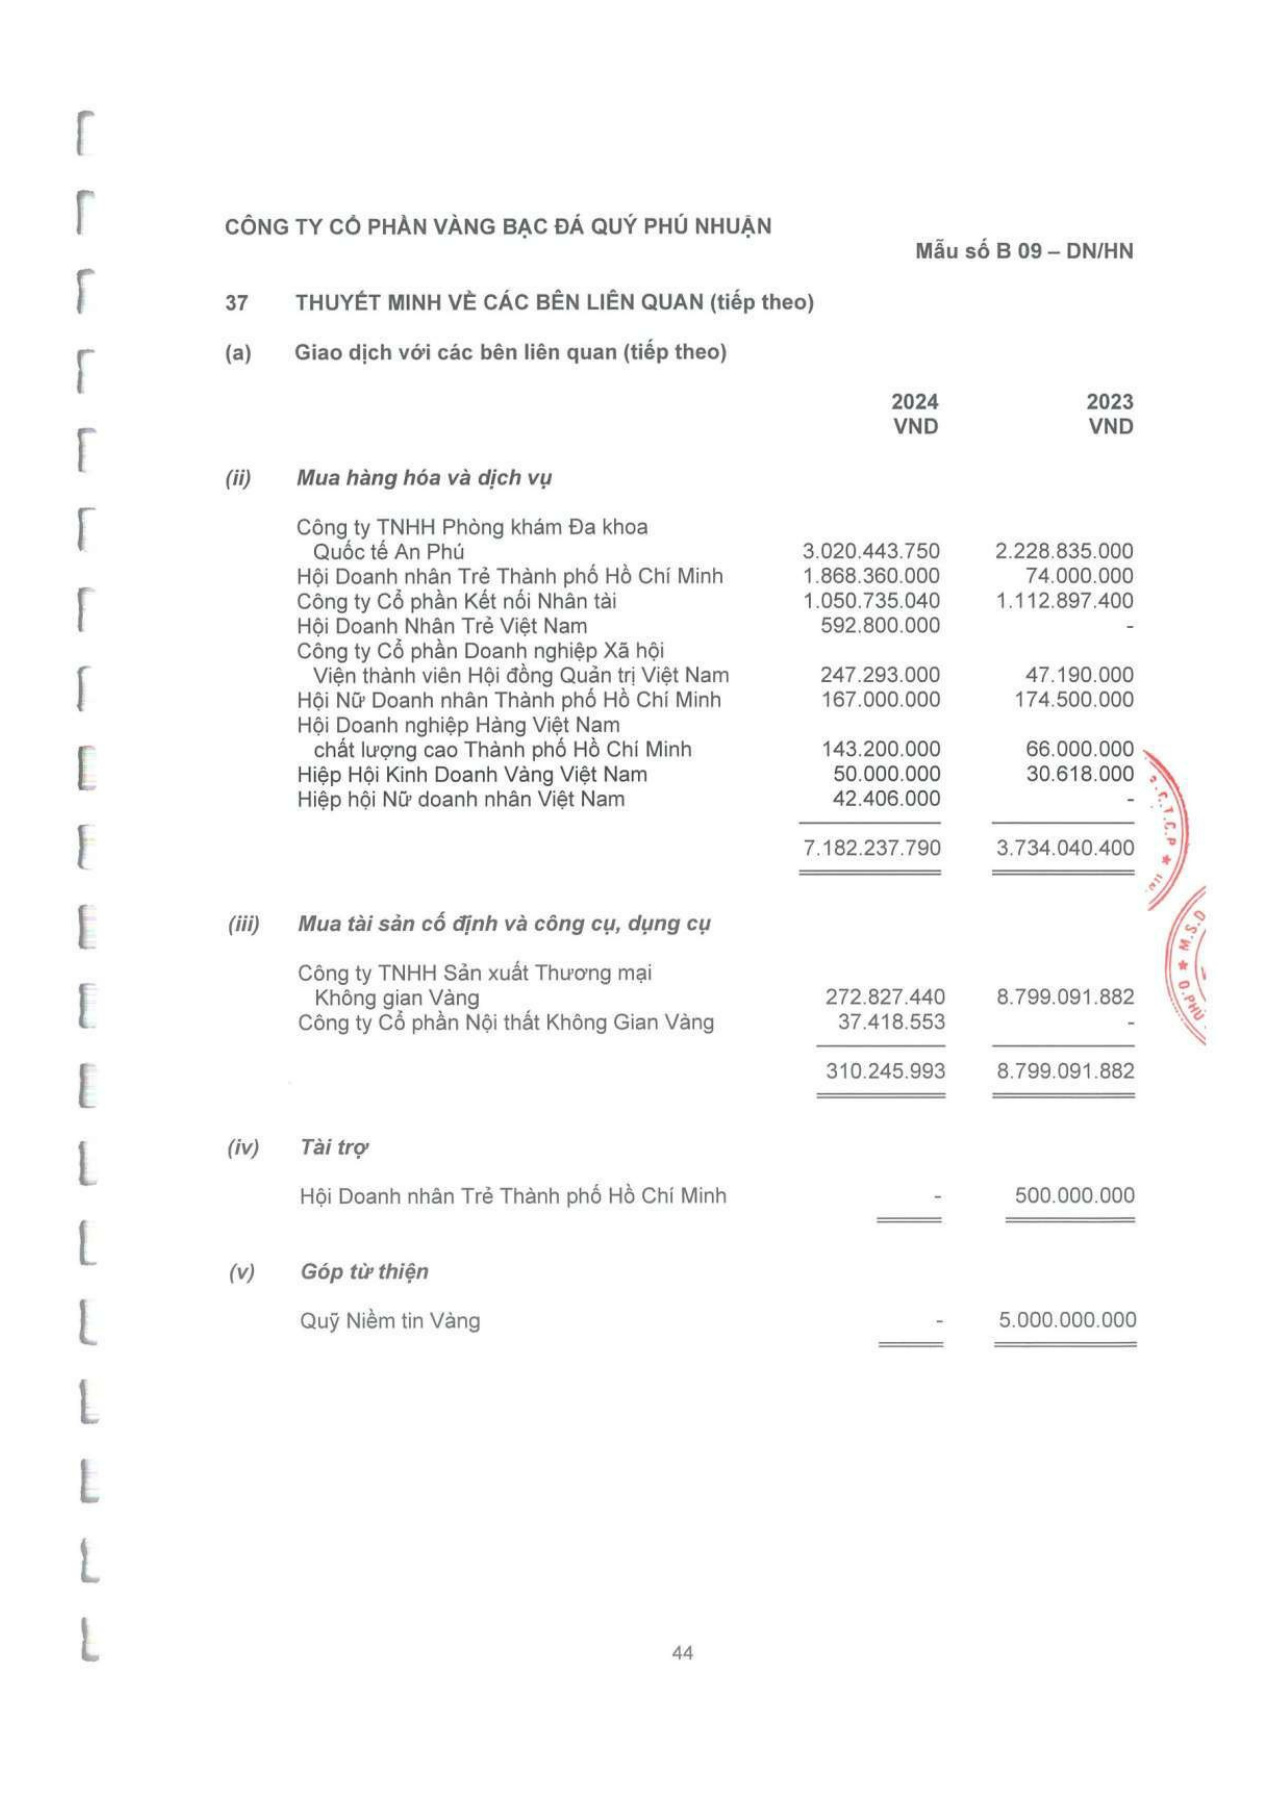 CÔNG TY CỔ PHẦN VÀNG BẠC ĐÁ QUÝ PHÚ NHUẬN
Mẫu số B 09 – DN/HN
37 THUYẾT MINH VỀ CÁC BÊN LIÊN QUAN (tiếp theo)
(a) Giao dịch với các bên liên quan (tiếp theo)
2024 2023
VND VND
(ii) Mua hàng hóa và dịch vụ
Công ty TNHH Phòng khám Đa khoa
Quốc tế An Phú 3.020.443.750 2.228.835.000
Hội Doanh nhân Trẻ Thành phố Hồ Chí Minh 1.868.360.000 74.000.000
Công ty Cổ phần Kết nối Nhân tài 1.050.735.040 1.112.897.400
Hội Doanh Nhân Trẻ Việt Nam 592.800.000 -
Công ty Cổ phần Doanh nghiệp Xã hội
Viện thành viên Hội đồng Quản trị Việt Nam 247.293.000 47.190.000
Hội Nữ Doanh nhân Thành phố Hồ Chí Minh 167.000.000 174.500.000
Hội Doanh nghiệp Hàng Việt Nam
chất lượng cao Thành phố Hồ Chí Minh 143.200.000 66.000.000
Hiệp Hội Kinh Doanh Vàng Việt Nam 50.000.000 30.618.000
Hiệp hội Nữ doanh nhân Việt Nam 42.406.000 -
7.182.237.790 3.734.040.400
(iii) Mua tài sản cố định và công cụ, dụng cụ
Công ty TNHH Sản xuất Thương mại
Không gian Vàng 272.827.440 8.799.091.882
Công ty Cổ phần Nội thất Không Gian Vàng 37.418.553 -
310.245.993 8.799.091.882
(iv) Tài trợ
Hội Doanh nhân Trẻ Thành phố Hồ Chí Minh - 500.000.000
(v) Góp từ thiện
Quỹ Niềm tin Vàng - 5.000.000.000
C.T.C.P
M.S.D
Q.PHÚ
44